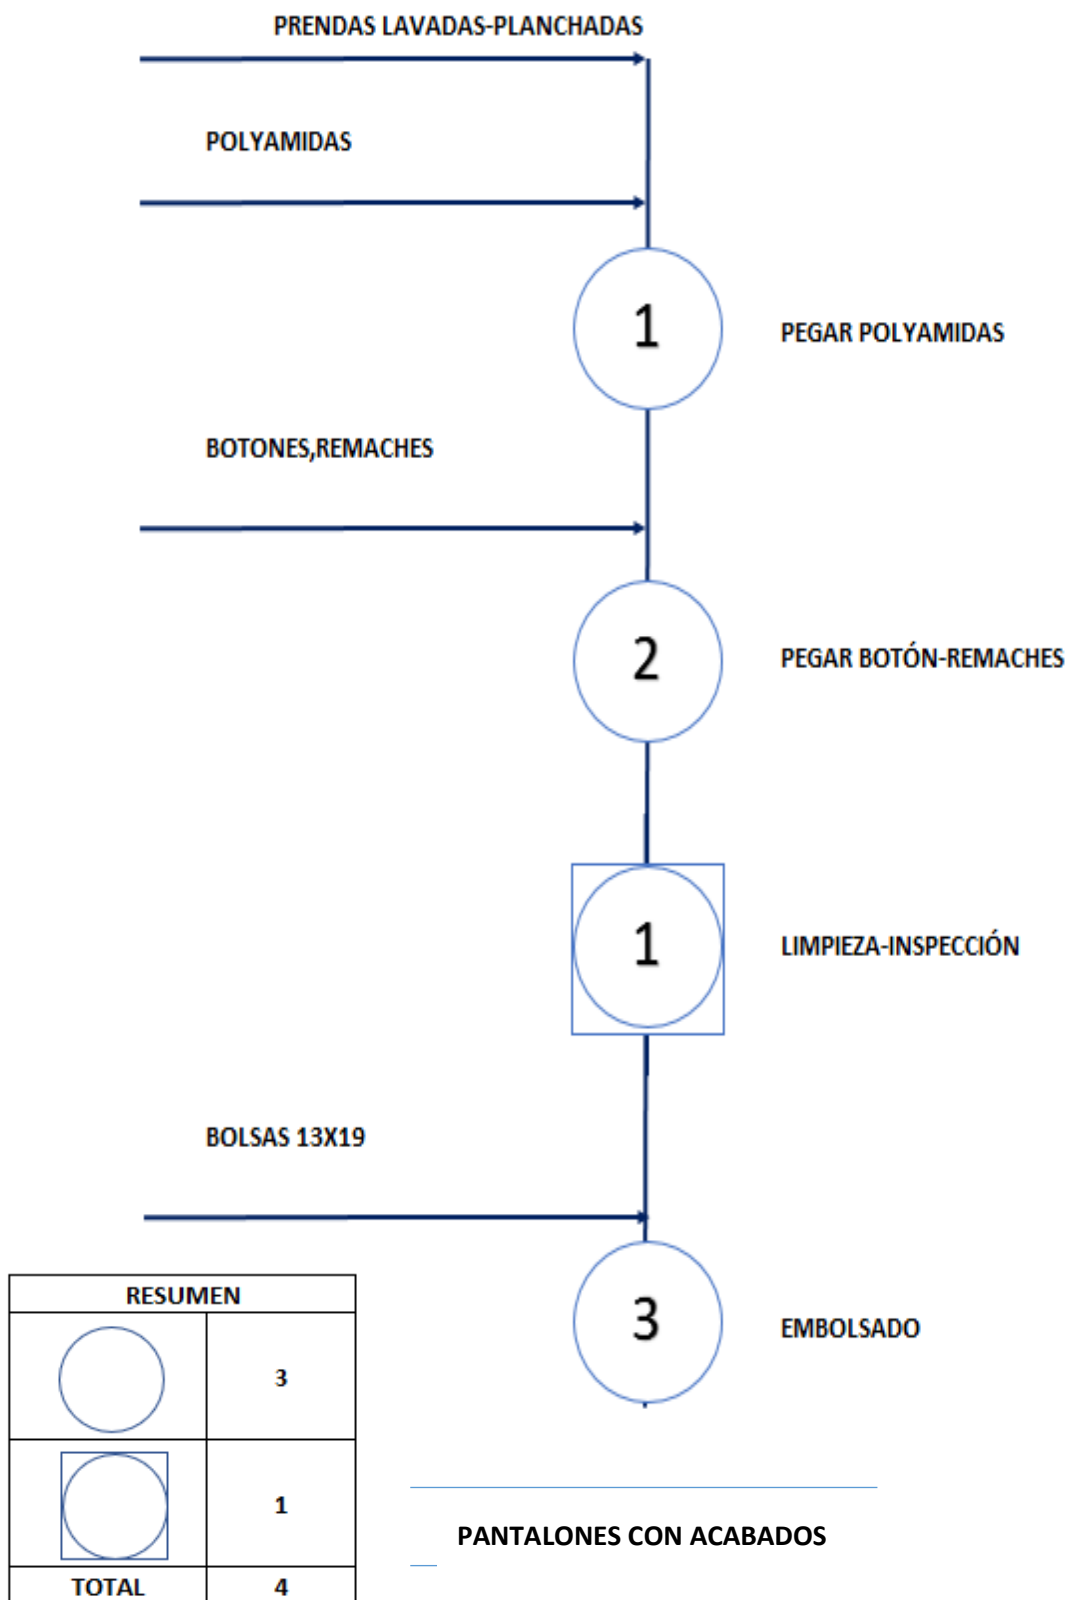 PRENDAS LAVADAS-PLANCHADAS
POLYAMIDAS
1
PEGAR POLYAMIDAS
BOTONES,REMACHES
2
PEGAR BOTÓN-REMACHES
1
LIMPIEZA-INSPECCIÓN
BOLSAS 13X19
3
EMBOLSADO
RESUMEN
3
1
TOTAL 4
PANTALONES CON ACABADOS